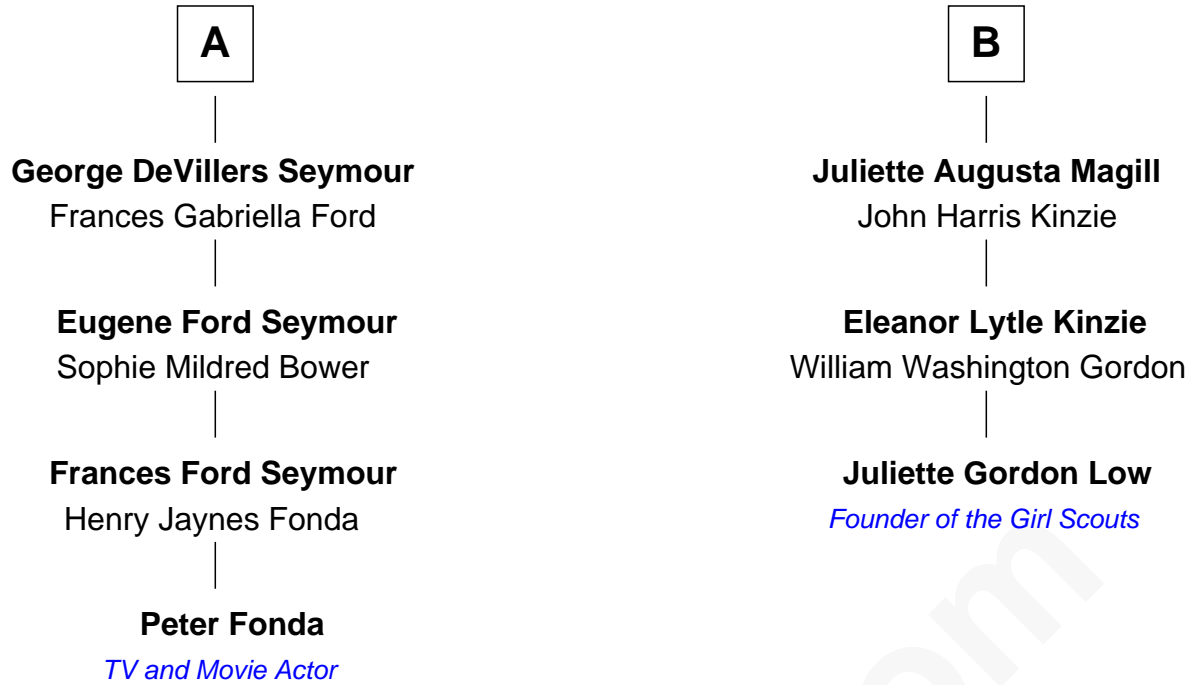 A
George DeVillers Seymour
Frances Gabriella Ford
Eugene Ford Seymour
Sophie Mildred Bower
Frances Ford Seymour
Henry Jaynes Fonda
Peter Fonda
TV and Movie Actor
B
Juliette Augusta Magill
John Harris Kinzie
Eleanor Lytle Kinzie
William Washington Gordon
Juliette Gordon Low
Founder of the Girl Scouts
om